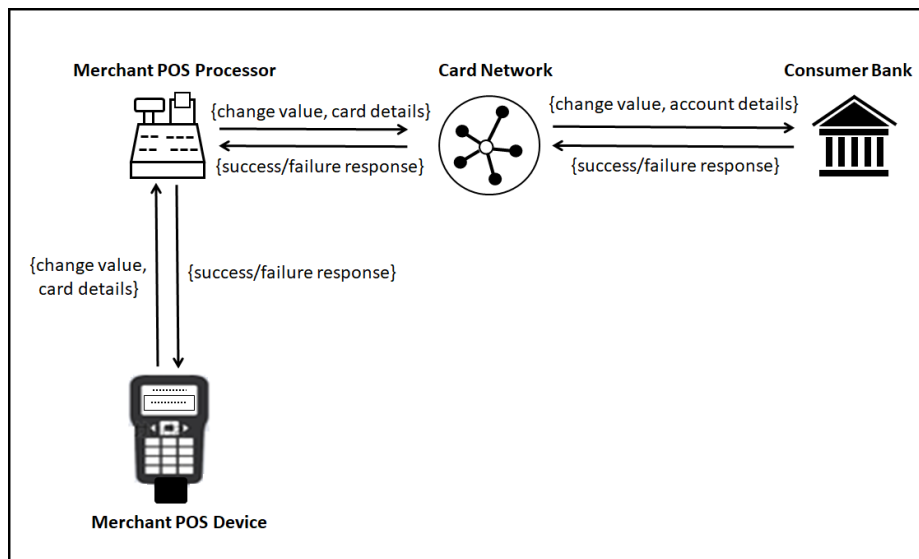 Merchant POS Processor
Card Network
Consumer Bank
{change value, card details}
{change value, account details}
{success/failure response}
{success/failure response}
{change value,
card details}
{success/failure response}
Merchant POS Device